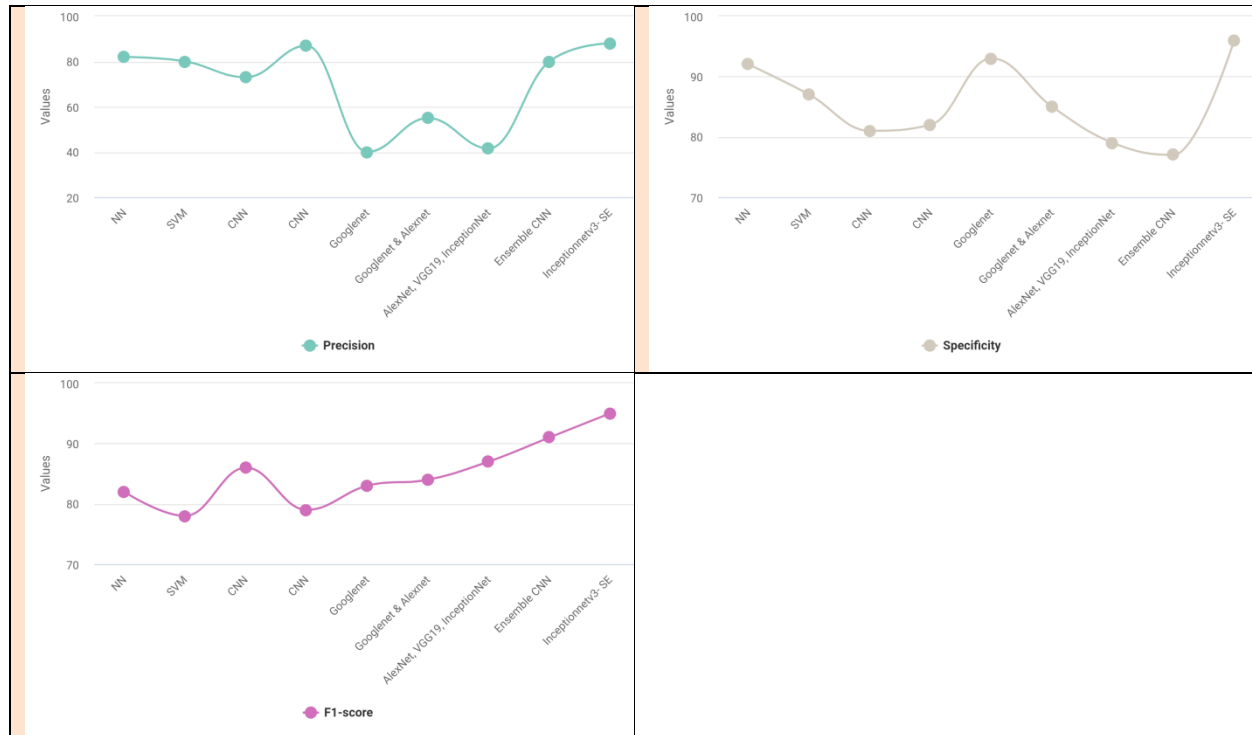 100
80
60
40
20
Values
NN
SVM
CNN
CNN
Googlenet
Googlenet & Alexnet
AlexNet, VGG19, InceptionNet
Ensemble CNN
Inceptionnetv3- SE
Precision
100
90
80
70
Values
NN
SVM
CNN
CNN
Googlenet
Googlenet & Alexnet
AlexNet, VGG19, InceptionNet
Ensemble CNN
Inceptionnetv3- SE
Specificity
100
90
80
70
Values
NN
SVM
CNN
CNN
Googlenet
Googlenet & Alexnet
AlexNet, VGG19, InceptionNet
Ensemble CNN
Inceptionnetv3- SE
F1-score